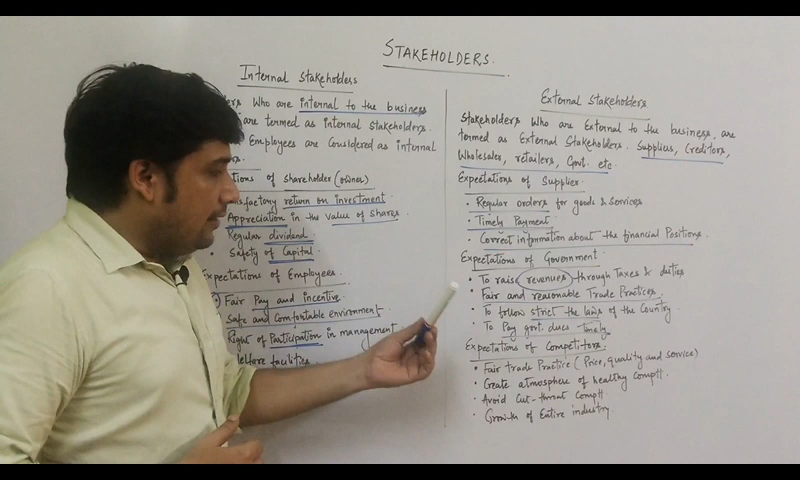 STAKEHOLDERS.
Internal Stakeholders
Who are internal to the business
are termed as internal Stakeholders.
Employees are Considered as internal
of shareholder (owner)
return on investment
Appreciation in the value of shares.
Regular dividend
• Safety of Capital.
Expectations of Employees.
Fair Pay and incentive
Safe and Comfortable environment.
Right of Participation in management
Welfare facilities
External Stakeholders
Stakeholders Who are External to the business, are
termed as External Stakeholders. Supplier, Creditors,
Wholesaler, retailers, Govt. etc.
Expectations of Supplier.
• Regular orders for goods & services
• Timely Payment
• Correct information about the financial Positions.
Expectations of Government
• To raise revenues through Taxes & duties
• Fair and reasonable Trade Practices.
• To follow strict the laws of the Country
• To Pay govt. dues timely.
Expectations of Competitors.
• Fair trade Practice (Price, quality and service)
• Create atmosphere of healthy comptt.
• Avoid Cut-throat comptt
• Growth of Entire industry